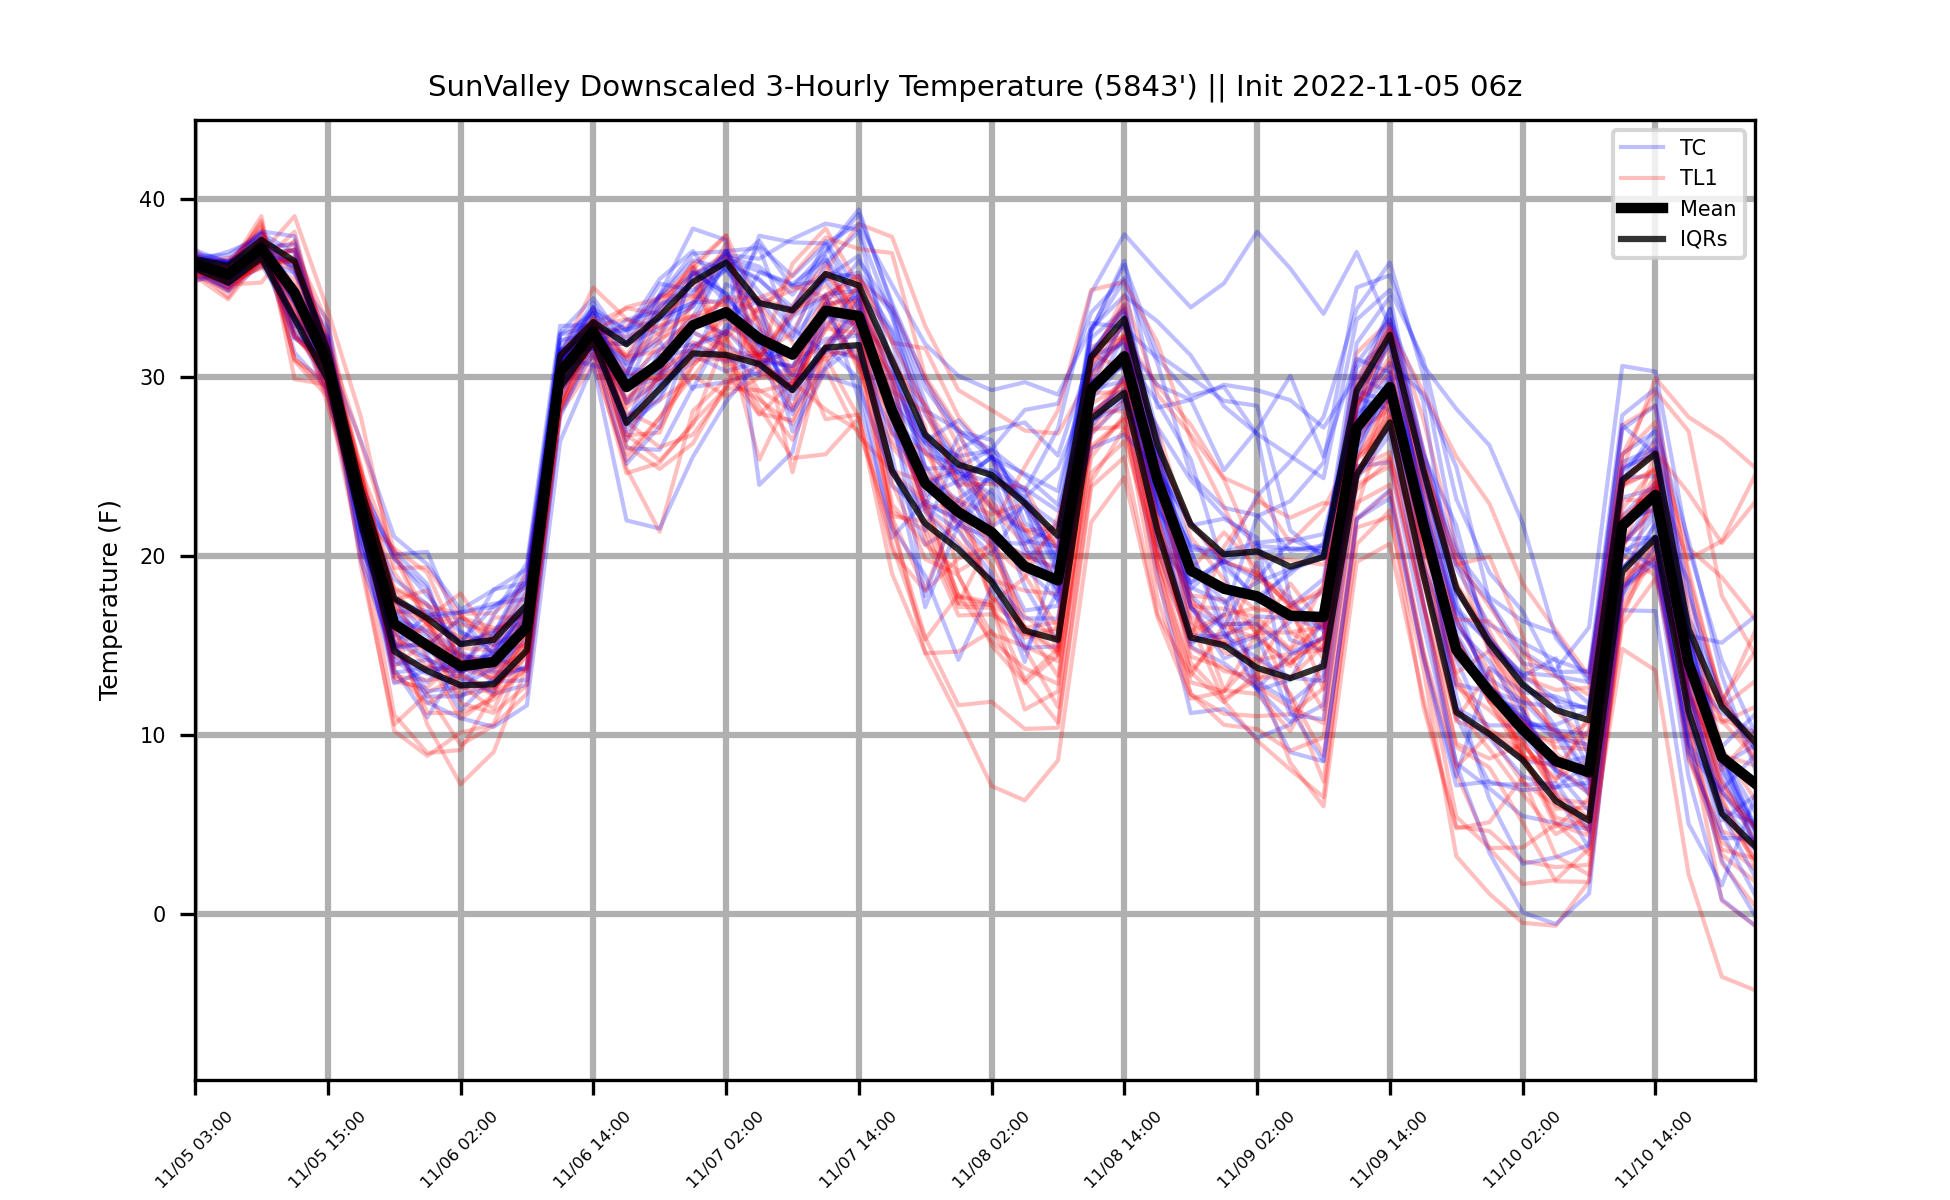 SunValley Downscaled 3-Hourly Temperature (5843') || Init 2022-11-05 06z
TC
TL1
Mean
IQRs
Temperature (F)
40
30
20
10
0
11/05 03:00
11/05 15:00
11/06 02:00
11/06 14:00
11/07 02:00
11/07 14:00
11/08 02:00
11/08 14:00
11/09 02:00
11/09 14:00
11/10 02:00
11/10 14:00